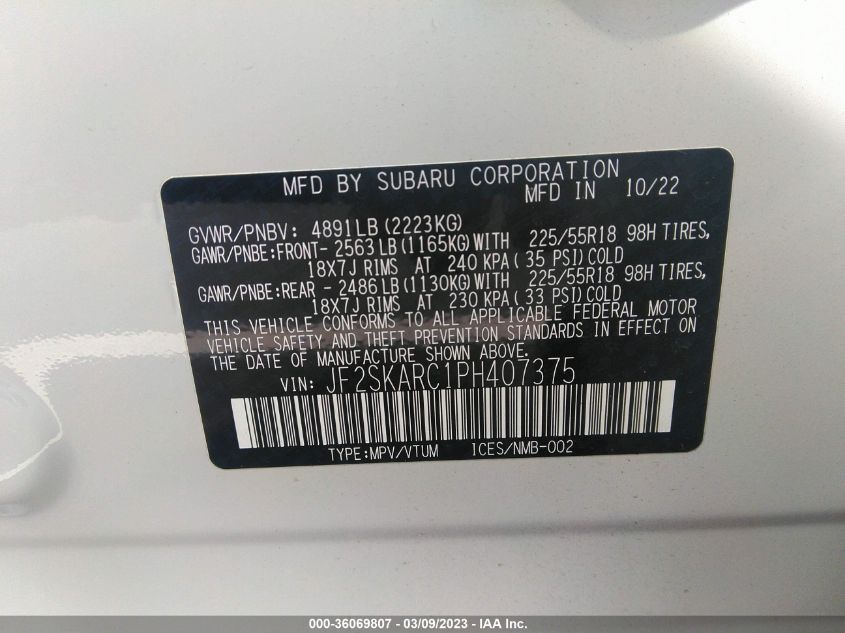 MFD BY SUBARU CORPORATION
MFD IN 10/22
GVWR/PNBV: 4891LB(2223KG)
GAWR/PNBE:FRONT- 2563LB(1165KG)WITH 225/55R18 98H TIRES,
18X7J RIMS AT 240 KPA( 35 PSI)COLD
GAWR/PNBE:REAR - 2486LB(1130KG)WITH 225/55R18 98H TIRES,
18X7J RIMS AT 230 KPA( 33 PSI)COLD
THIS VEHICLE CONFORMS TO ALL APPLICABLE FEDERAL MOTOR
VEHICLE SAFETY AND THEFT PREVENTION STANDARDS IN EFFECT ON
THE DATE OF MANUFACTURE SHOWN ABOVE.
VIN: JF2SKARC1PH407375
TYPE:MPV/VTUM ICES/NMB-002
000-36069807 - 03/09/2023 - IAA Inc.